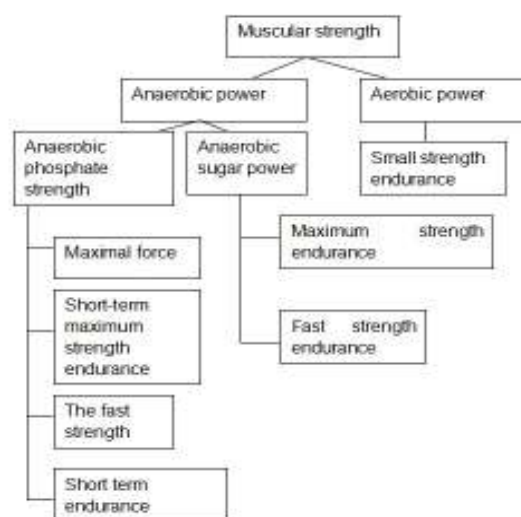 Muscular strength
Anaerobic power
Aerobic power
Anaerobic
phosphate
strength
Anaerobic
sugar power
Small strength
endurance
Maximal force
Maximum strength
endurance
Short-term
maximum
strength
endurance
Fast strength
endurance
The fast
strength
Short term
endurance